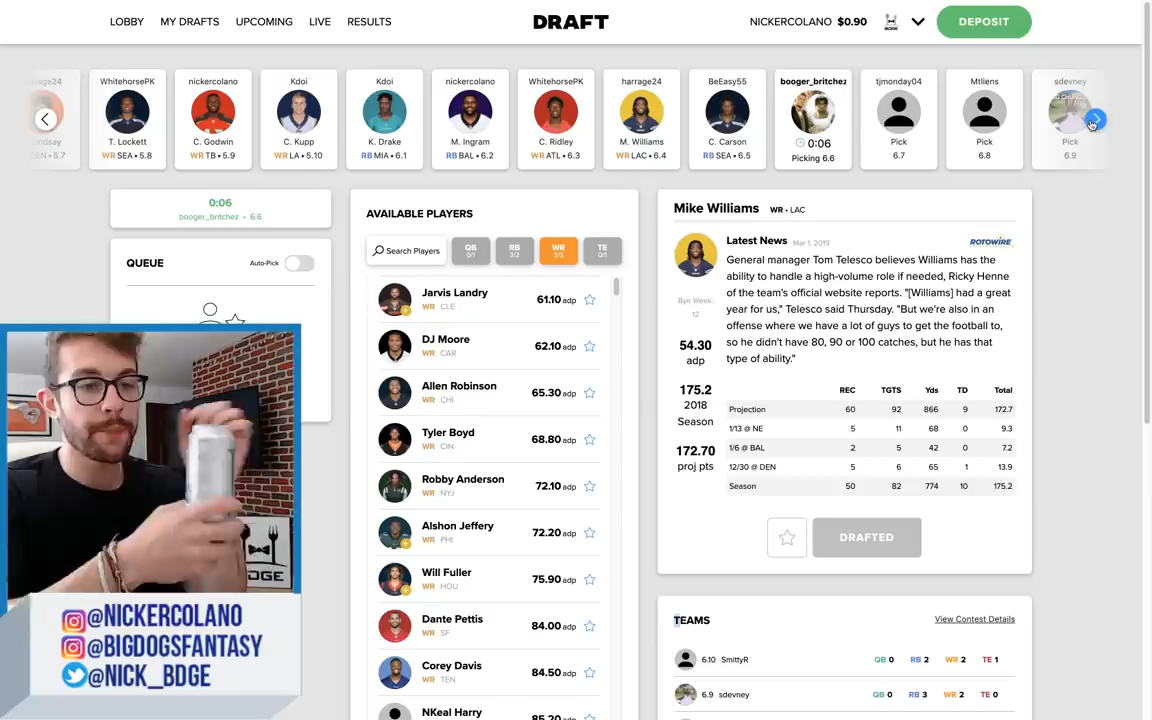 LOBBY MY DRAFTS UPCOMING LIVE RESULTS DRAFT NICKERCOLANO $0.90 DEPOSIT
WhitehorsePK nickercolano Kdoi Kdoi nickercolano WhitehorsePK harrage24 BeEasy55 booger_britchez tjmonday04 Mtliens sdevney
T. Lockett C. Godwin C. Kupp K. Drake M. Ingram C. Ridley M. Williams C. Carson 0:06 Pick Pick Pick
WR SEA • 5.8 WR TB • 5.9 WR LA • 5.10 RB MIA • 6.1 RB BAL • 6.2 WR ATL • 6.3 WR LAC • 6.4 RB SEA • 6.5 Picking 6.6 6.7 6.8 6.9
0:06
booger_britchez • 6.6
QUEUE Auto-Pick
AVAILABLE PLAYERS
Search Players QB 0/1 RB 3/2 WR 3/3 TE 0/1
Jarvis Landry 61.10 adp
WR CLE
DJ Moore 62.10 adp
WR CAR
Allen Robinson 65.30 adp
WR CHI
Tyler Boyd 68.80 adp
WR CIN
Robby Anderson 72.10 adp
WR NYJ
Alshon Jeffery 72.20 adp
WR PHI
Will Fuller 75.90 adp
WR HOU
Dante Pettis 84.00 adp
WR SF
Corey Davis 84.50 adp
WR TEN
NKeal Harry 85.20 adp
Mike Williams WR • LAC
Latest News Mar 1, 2019 ROTOWIRE
General manager Tom Telesco believes Williams has the
ability to handle a high-volume role if needed, Ricky Henne
of the team's official website reports. "[Williams] had a great
year for us," Telesco said Thursday. "But we're also in an
offense where we have a lot of guys to get the football to,
so he didn't have 80, 90 or 100 catches, but he has that
type of ability."
Bye Week:
12
54.30
adp
175.2
2018
Season
172.70
proj pts
REC TGTS Yds TD Total
Projection 60 92 866 9 172.7
1/13 @ NE 5 11 68 0 9.3
1/6 @ BAL 2 5 42 0 7.2
12/30 @ DEN 5 6 65 1 13.9
Season 50 82 774 10 175.2
DRAFTED
TEAMS View Contest Details
6.10 SmittyR QB 0 RB 2 WR 2 TE 1
6.9 sdevney QB 0 RB 3 WR 2 TE 0
@NICKERCOLANO
@BIGDOGSFANTASY
@NICK_BDGE